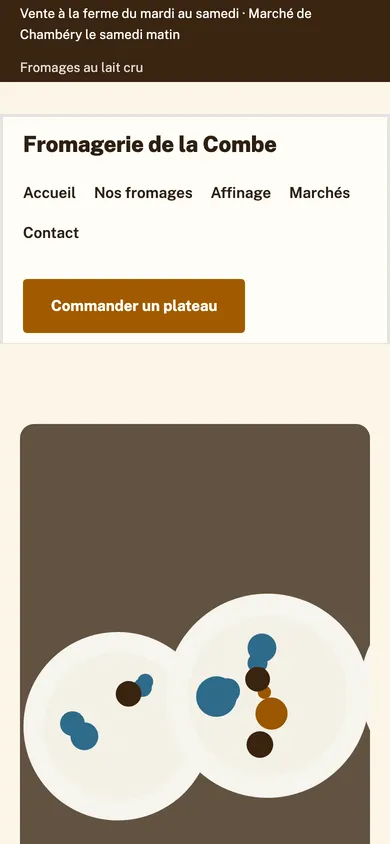 Vente à la ferme du mardi au samedi · Marché de
Chambéry le samedi matin
Fromages au lait cru
Fromagerie de la Combe
Accueil Nos fromages Affinage Marchés
Contact
Commander un plateau